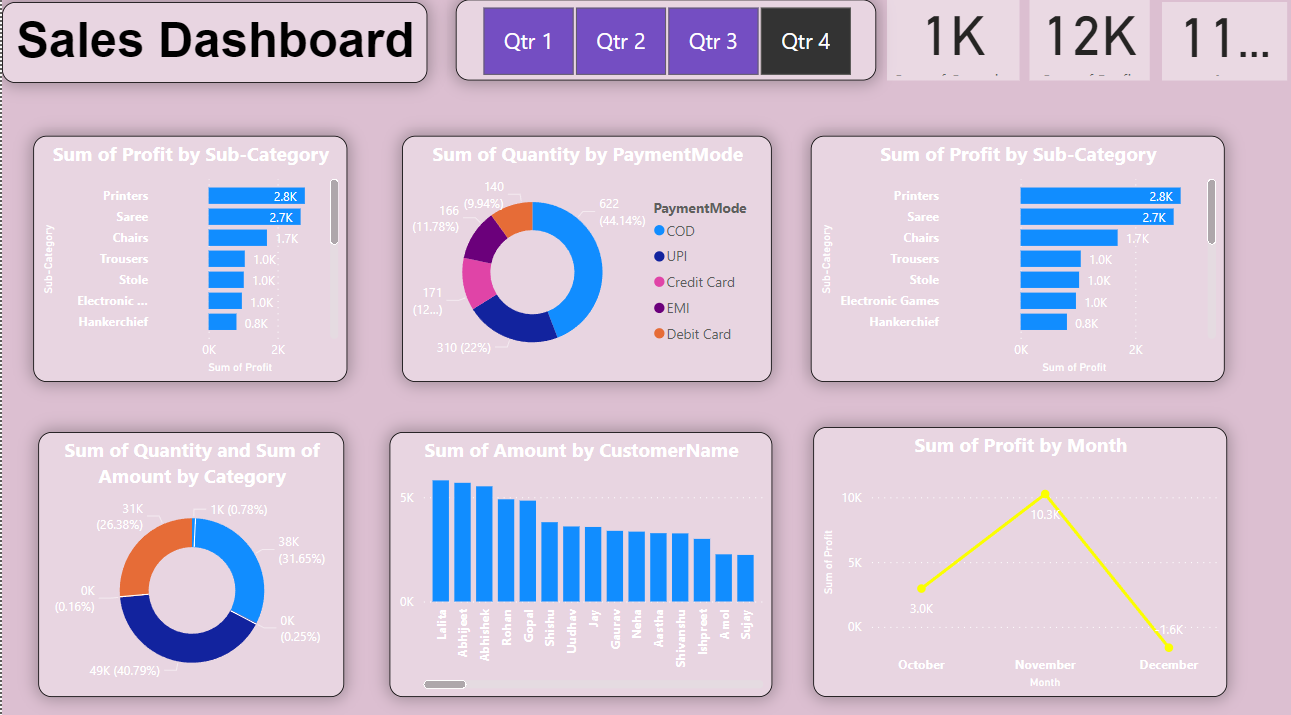 Sales Dashboard
Qtr 1
Qtr 2
Qtr 3
Qtr 4
1K
12K
11...
Sum of Profit by Sub-Category
Sub-Category
Printers
2.8K
Saree
2.7K
Chairs
1.7K
Trousers
1.0K
Stole
1.0K
Electronic ...
1.0K
Hankerchief
0.8K
0K
2K
Sum of Profit
Sum of Quantity by PaymentMode
140
(9.94%)
166
(11.78%)
171
(12...)
310 (22%)
622
(44.14%)
PaymentMode
COD
UPI
Credit Card
EMI
Debit Card
Sum of Profit by Sub-Category
Sub-Category
Printers
2.8K
Saree
2.7K
Chairs
1.7K
Trousers
1.0K
Stole
1.0K
Electronic Games
1.0K
Hankerchief
0.8K
0K
2K
Sum of Profit
Sum of Quantity and Sum of
Amount by Category
31K
(26.38%)
1K (0.78%)
38K
(31.65%)
0K
(0.16%)
0K
(0.25%)
49K (40.79%)
Sum of Amount by CustomerName
5K
0K
Lalita
Abhijeet
Abhishek
Rohan
Gopal
Shishu
Uudhav
Jay
Gaurav
Neha
Aastha
Shivanshu
Ishpreet
Amol
Sujay
Sum of Profit by Month
Sum of Profit
10K
5K
0K
3.0K
10.3K
-1.6K
October
November
December
Month